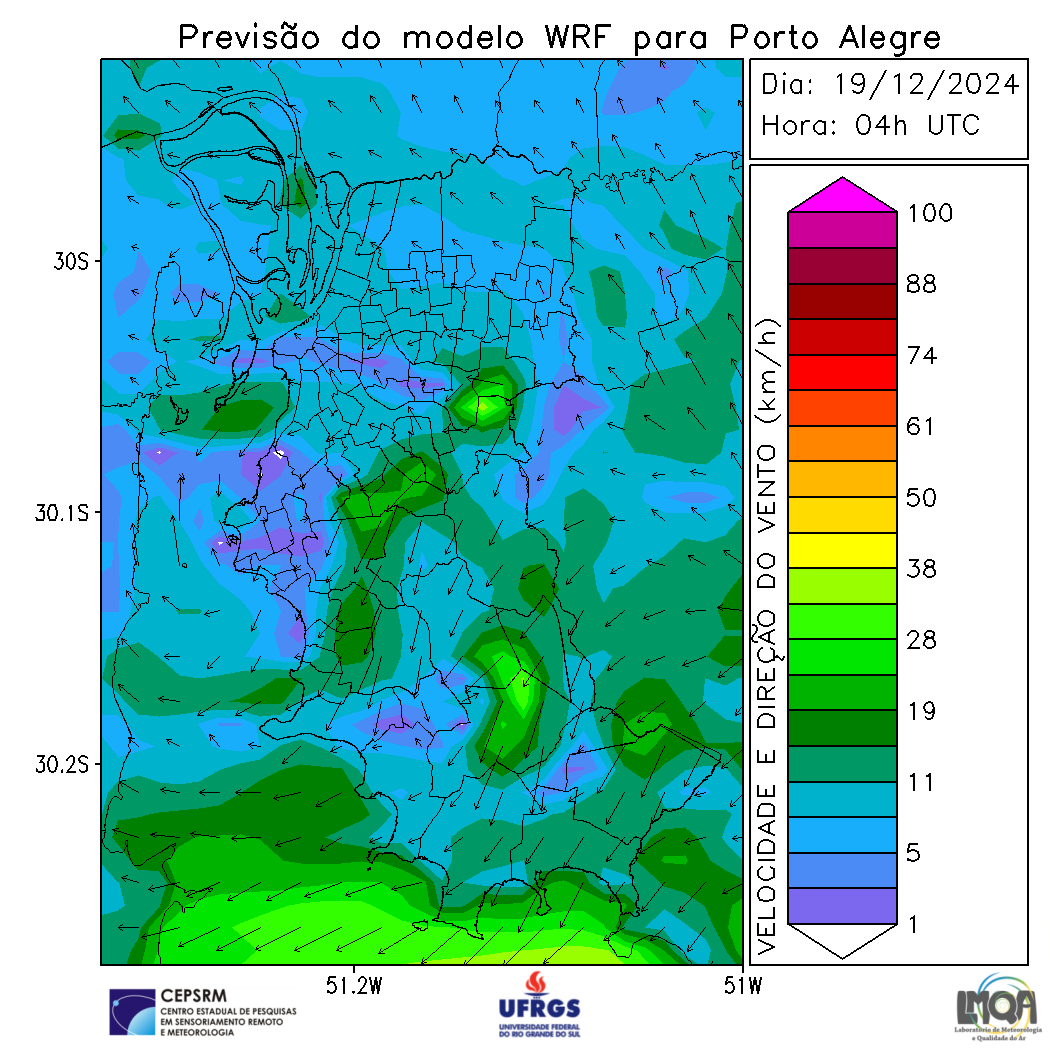 Previsão do modelo WRF para Porto Alegre
Dia: 19/12/2024
Hora: 04h UTC
30S
30.1S
30.2S
51.2W
51W
VELOCIDADE E DIREÇÃO DO VENTO (km/h)
100
88
74
61
50
38
28
19
11
5
1
CEPSRM
CENTRO ESTADUAL DE PESQUISAS
EM SENSORIAMENTO REMOTO
E METEOROLOGIA
UFRGS
UNIVERSIDADE FEDERAL
DO RIO GRANDE DO SUL
LMQA
Laboratório de Meteorologia
e Qualidade do Ar